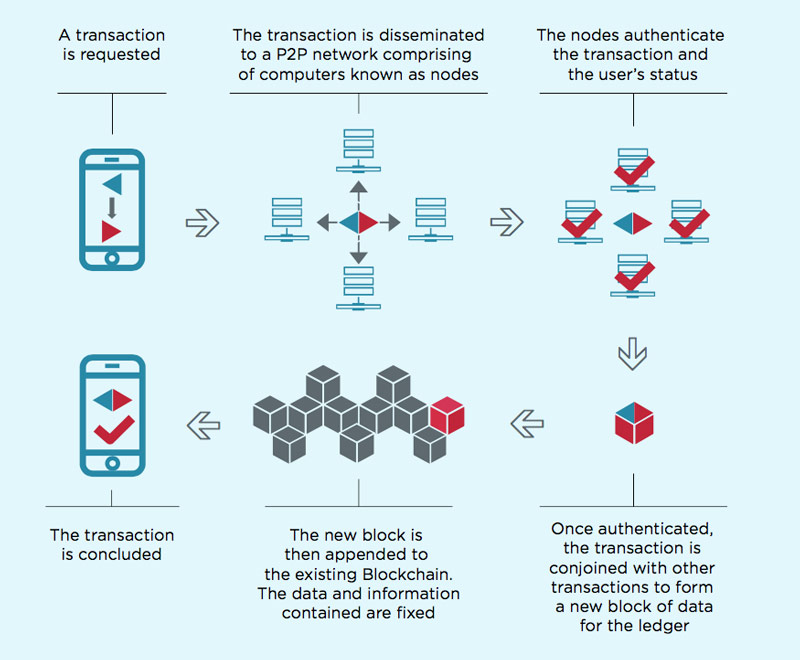 A transaction
is requested
The transaction is disseminated
to a P2P network comprising
of computers known as nodes
The nodes authenticate
the transaction and
the user's status
The transaction
is concluded
The new block is
then appended to
the existing Blockchain.
The data and information
contained are fixed
Once authenticated,
the transaction is
conjoined with other
transactions to form
a new block of data
for the ledger